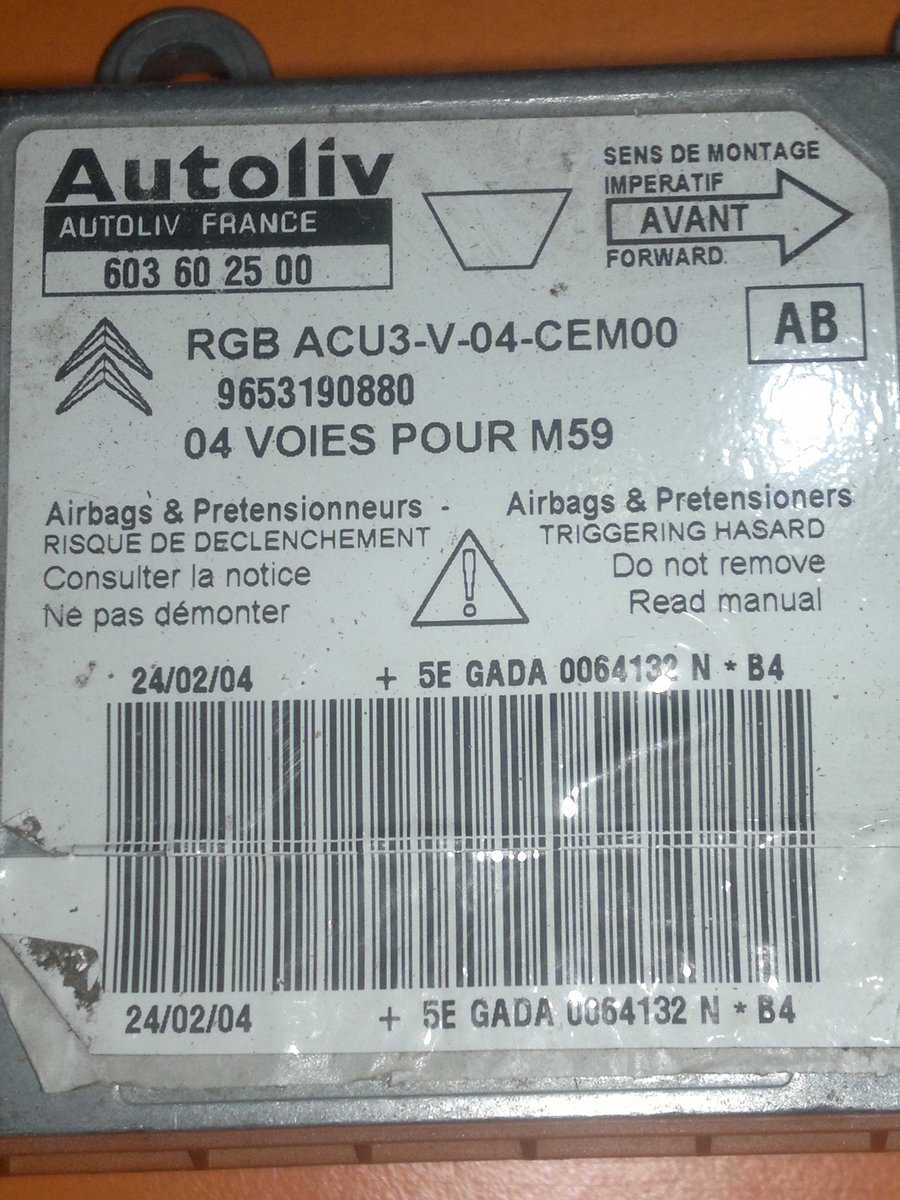 Autoliv
AUTOLIV FRANCE
603 60 25 00
SENS DE MONTAGE
IMPERATIF
AVANT
FORWARD
AB
RGB ACU3-V-04-CEM00
9653190880
04 VOIES POUR M59
Airbags & Pretensionneurs - Airbags & Pretensioners
RISQUE DE DECLENCHEMENT TRIGGERING HASARD
Consulter la notice Do not remove
Ne pas démonter Read manual
24/02/04 + 5E GADA 0064132 N * B4
24/02/04 + 5E GADA 0064132 N * B4